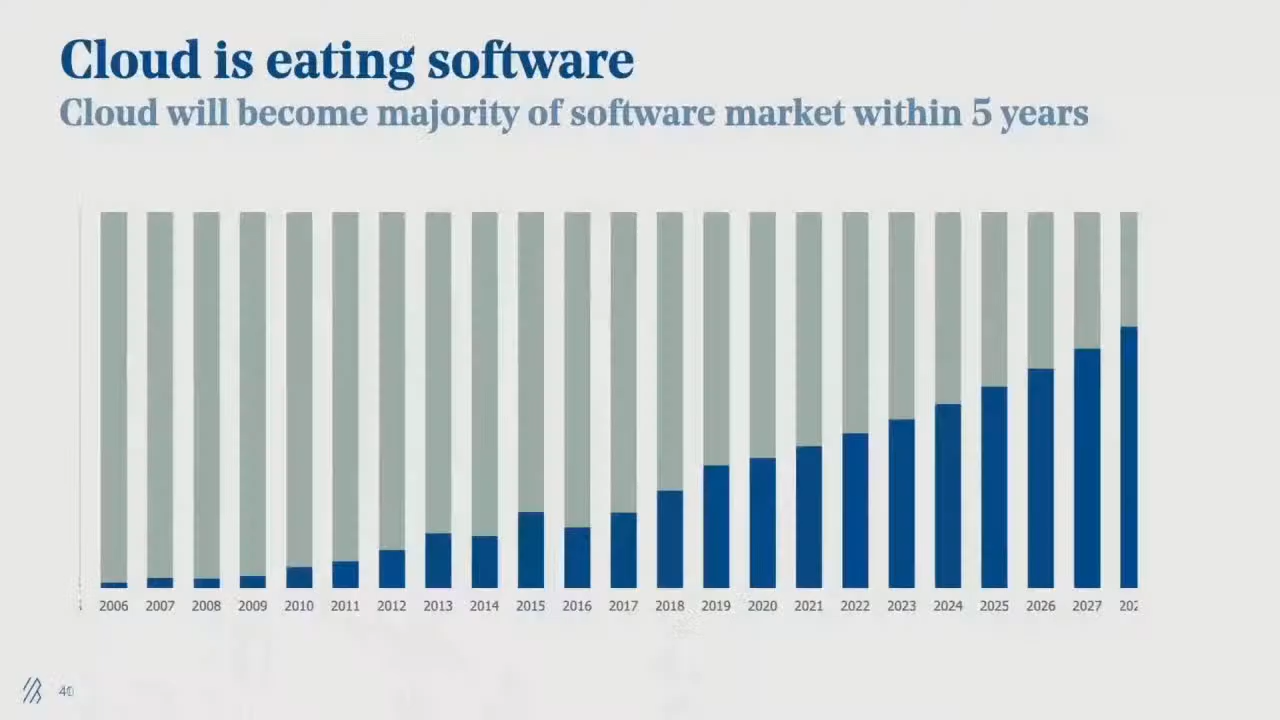 Cloud is eating software
Cloud will become majority of software market within 5 years
2006 2007 2008 2009 2010 2011 2012 2013 2014 2015 2016 2017 2018 2019 2020 2021 2022 2023 2024 2025 2026 2027 202
40